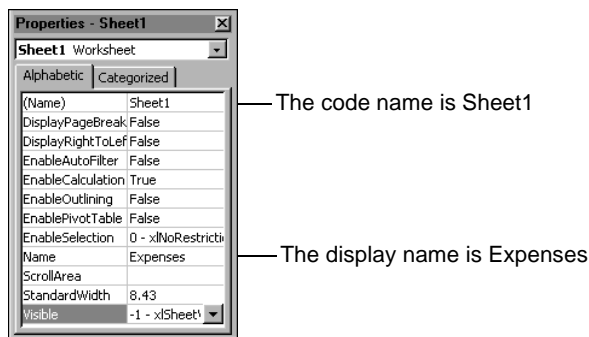 Properties - Sheet1
Sheet1 Worksheet
Alphabetic Categorized
(Name) Sheet1
The code name is Sheet1
DisplayPageBreak False
DisplayRightToLef False
EnableAutoFilter False
EnableCalculation True
EnableOutlining False
EnablePivotTable False
EnableSelection 0 - xlNoRestricti
Name Expenses
The display name is Expenses
ScrollArea
StandardWidth 8.43
Visible -1 - xlSheet